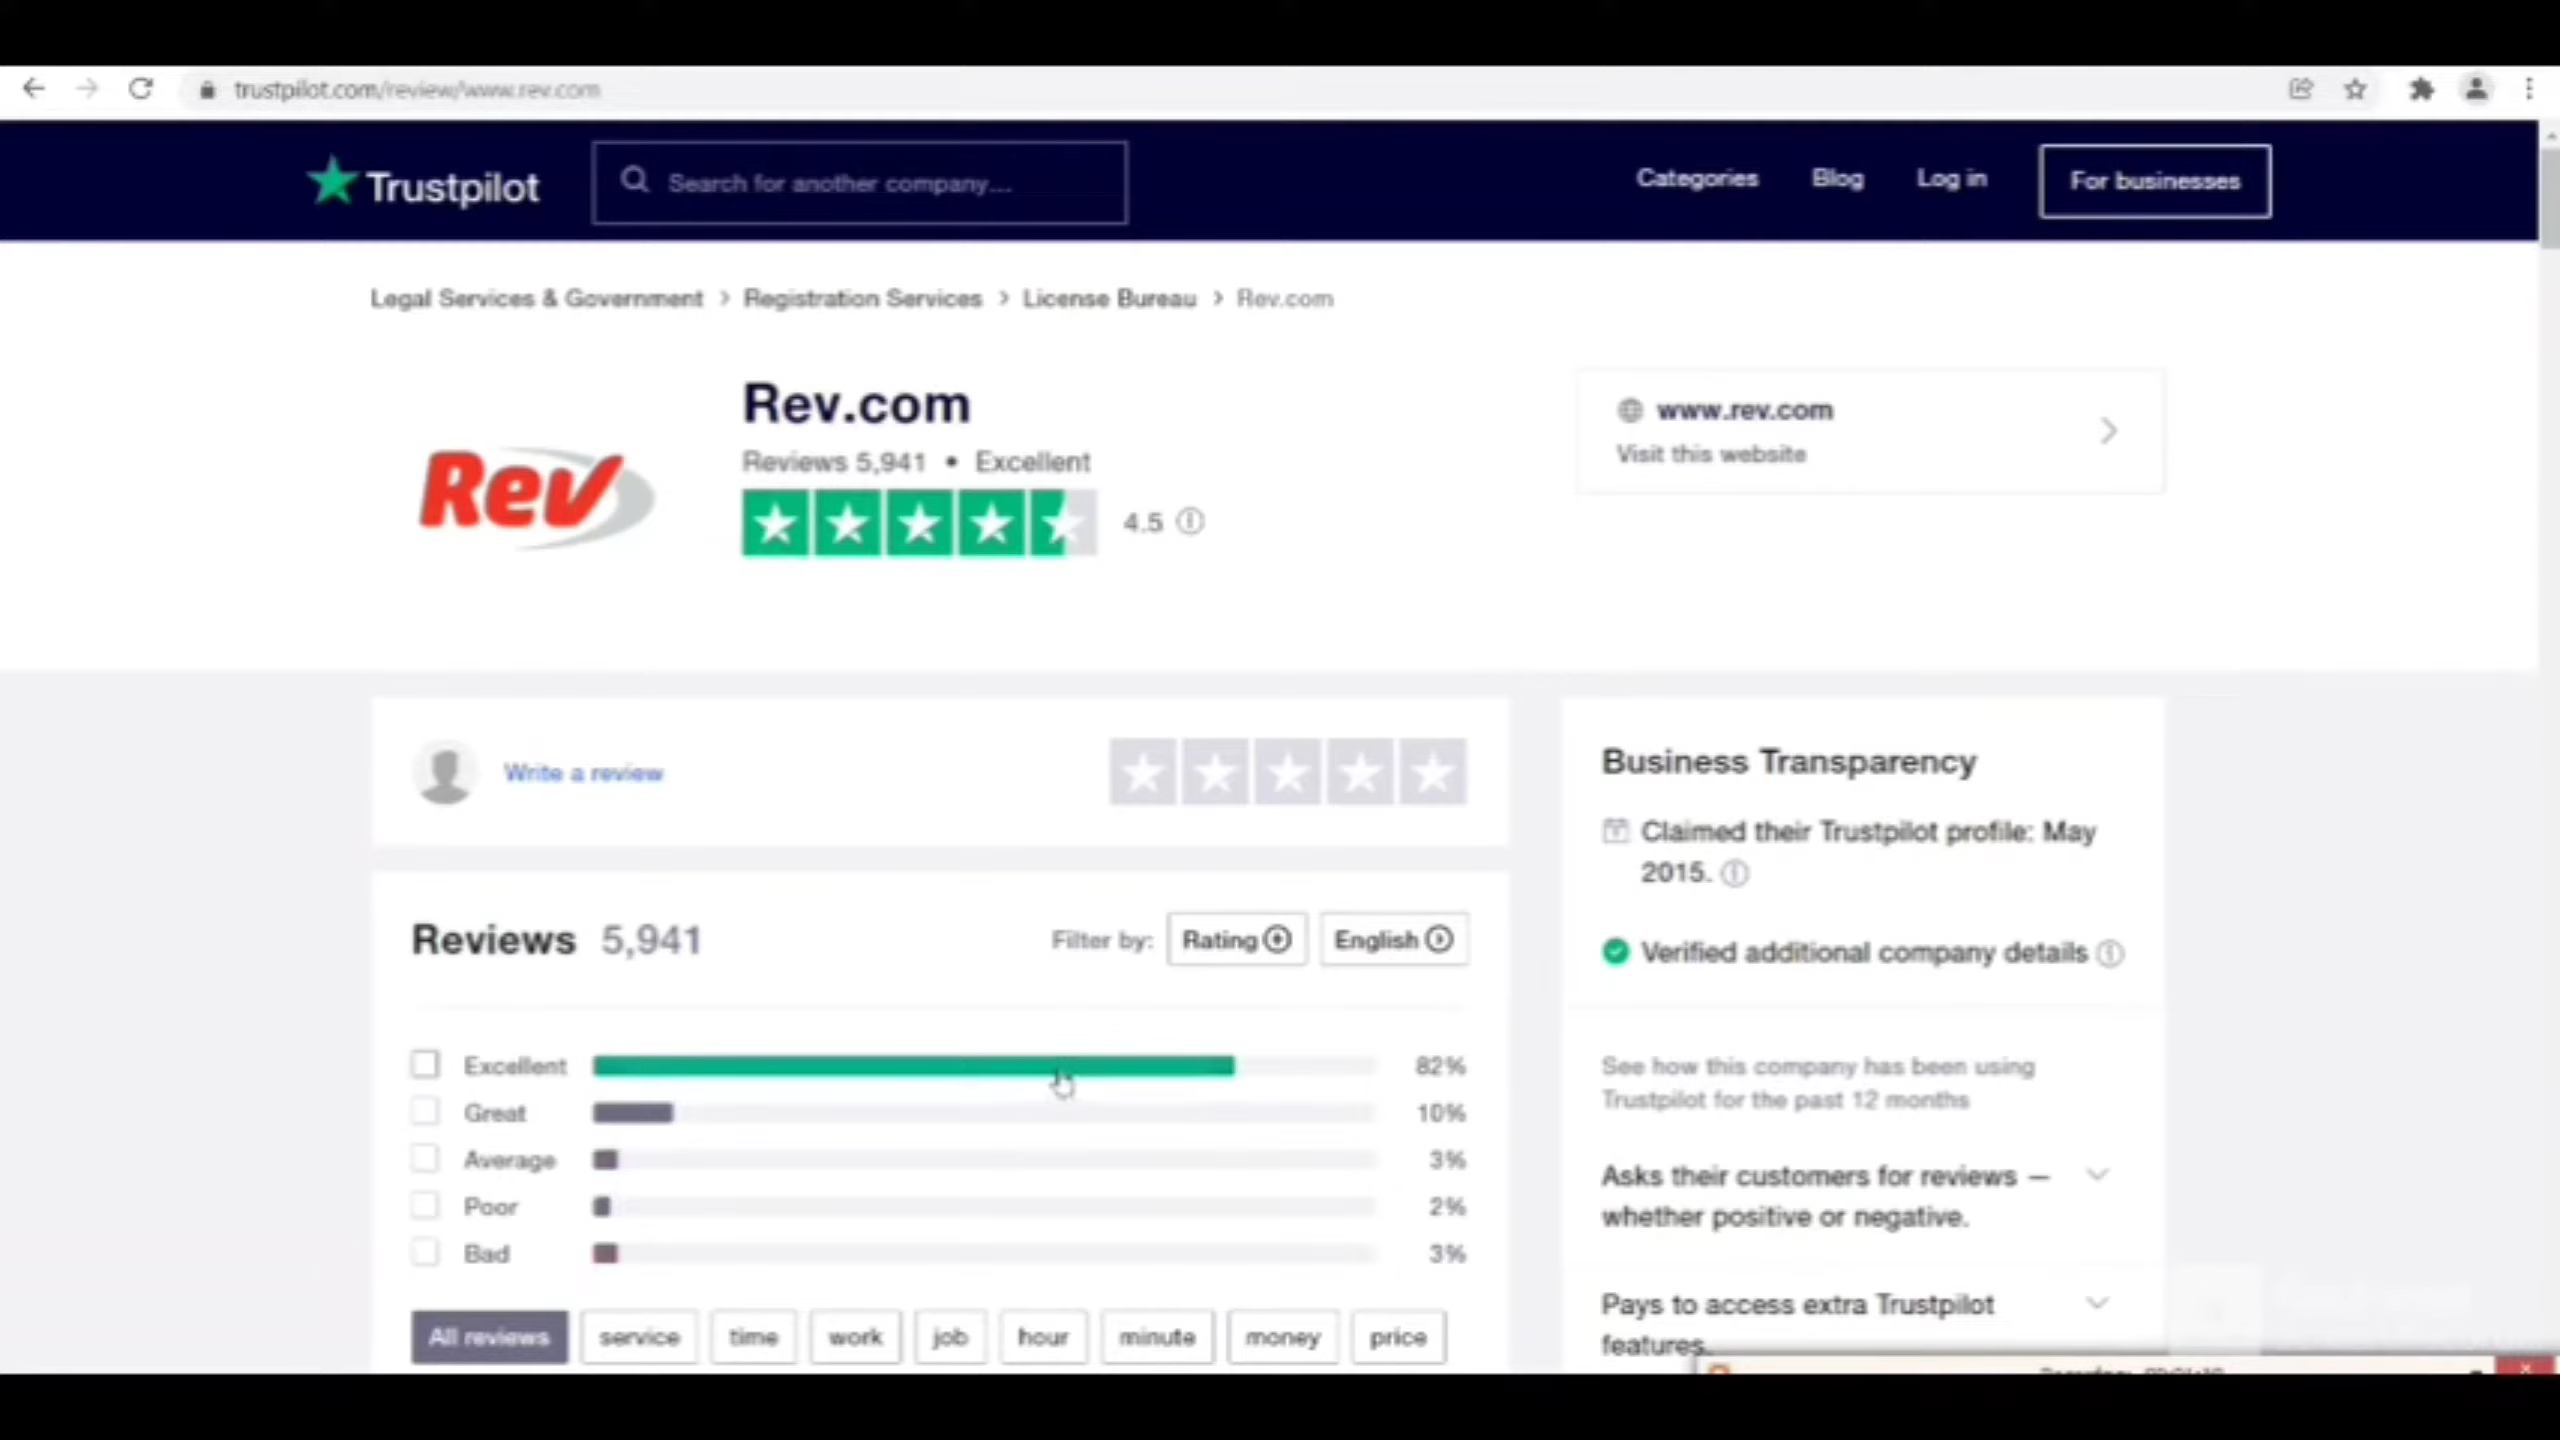 trustpilot.com/review/www.rev.com
Trustpilot
Search for another company...
Categories
Blog
Log in
For businesses
Legal Services & Government > Registration Services > License Bureau > Rev.com
Rev
Rev.com
Reviews 5,941 • Excellent
4.5
www.rev.com
Visit this website
Write a review
Reviews 5,941
Filter by:
Rating
English
Excellent 82%
Great 10%
Average 3%
Poor 2%
Bad 3%
All reviews
service
time
work
job
hour
minute
money
price
Business Transparency
Claimed their Trustpilot profile: May
2015.
Verified additional company details
See how this company has been using
Trustpilot for the past 12 months
Asks their customers for reviews —
whether positive or negative.
Pays to access extra Trustpilot
features.